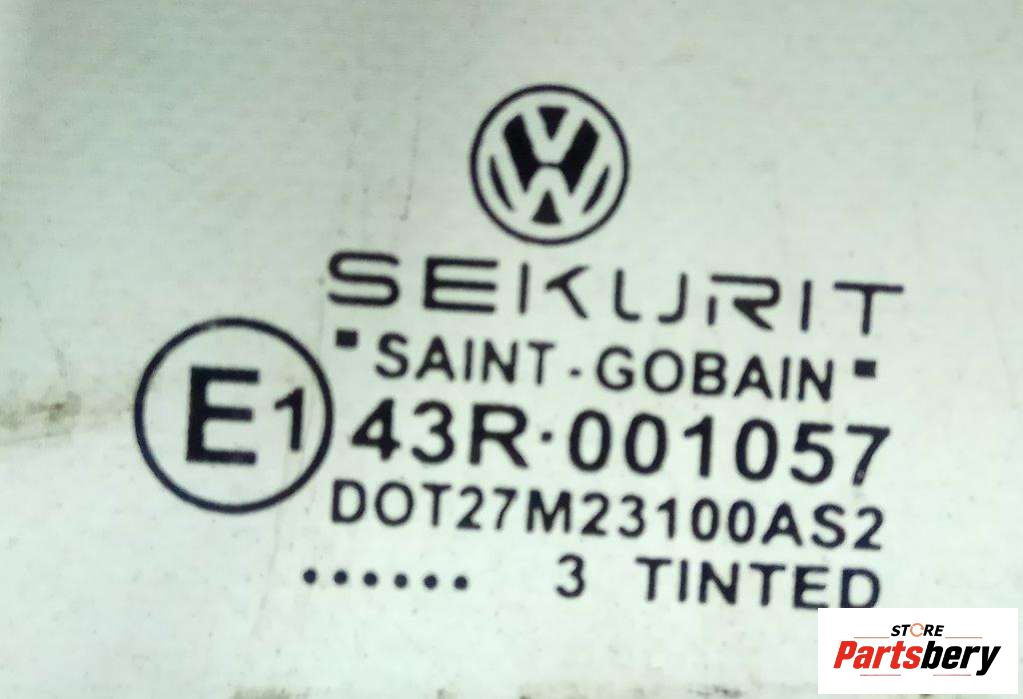 SEKURIT
"SAINT-GOBAIN"
E1 43R·001057
DOT27M23100AS2
...... 3 TINTED
STORE
Partsbery